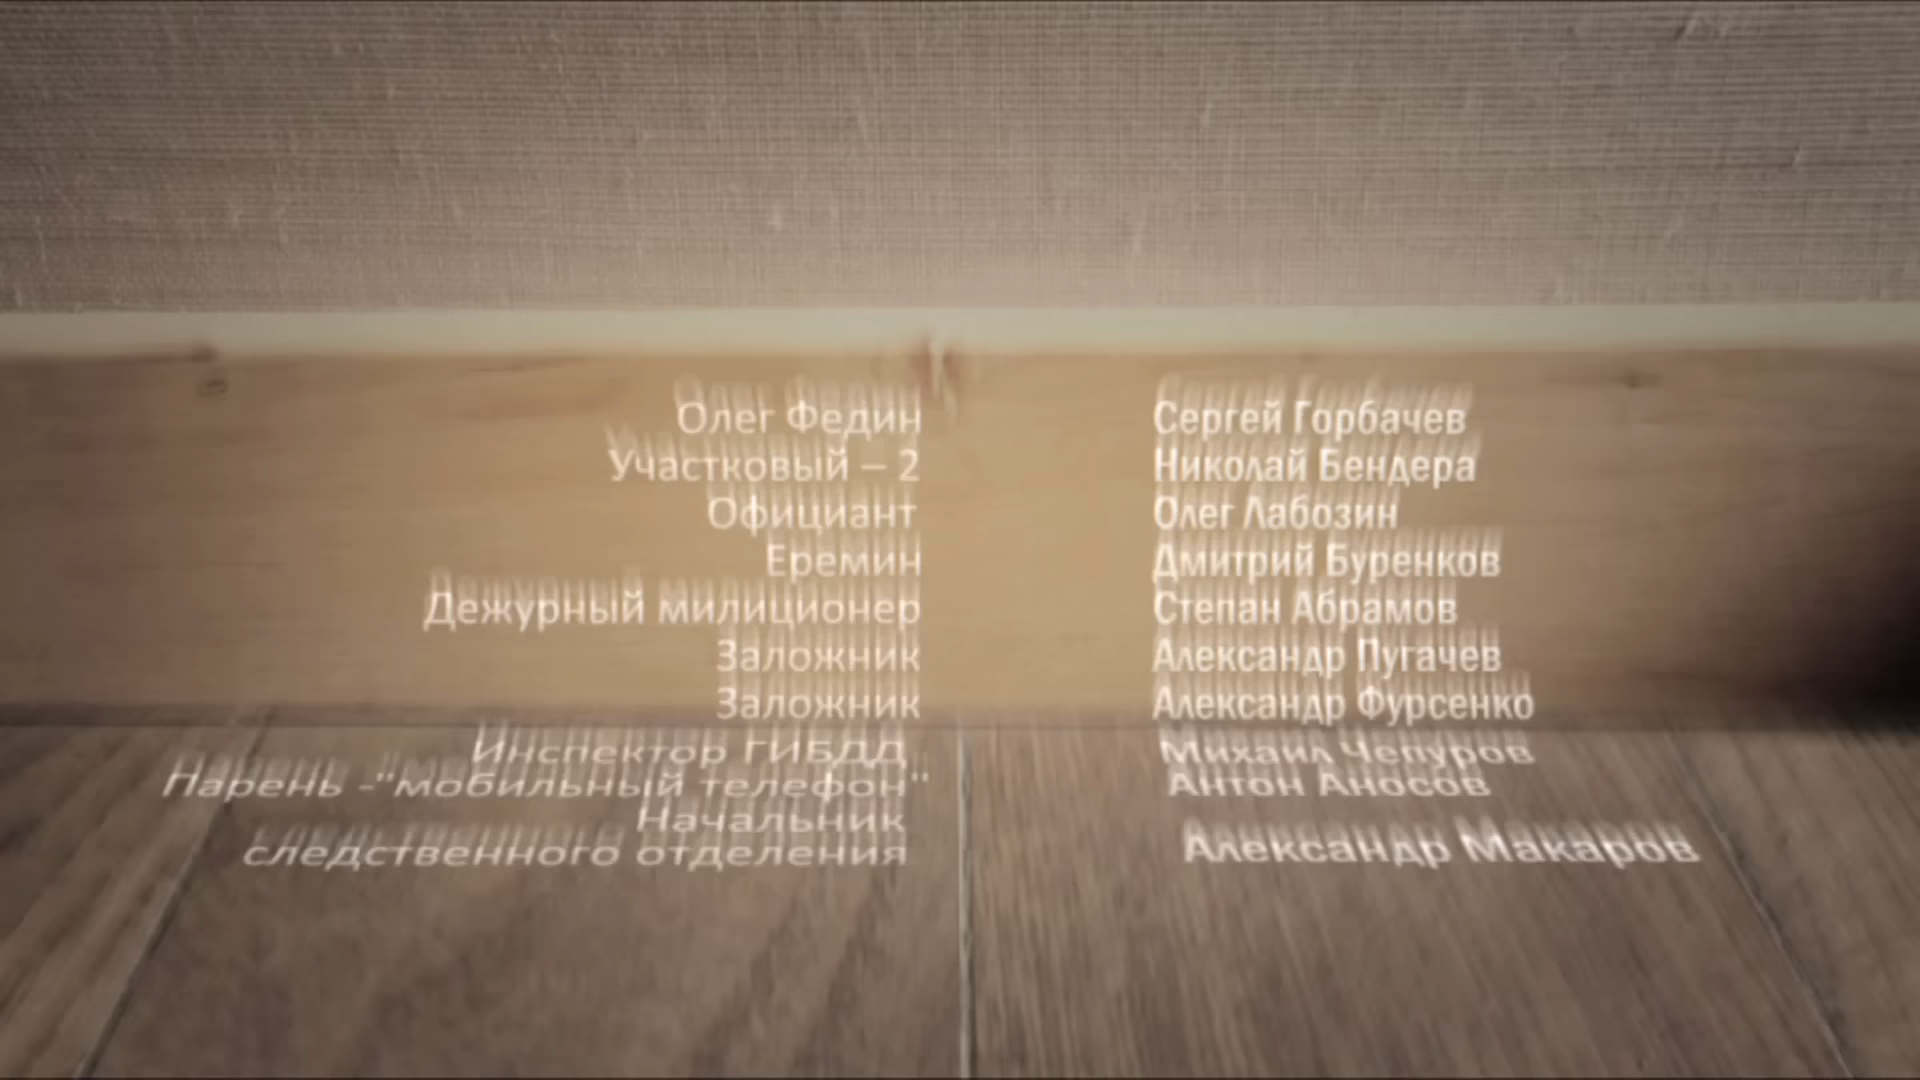 Олег Федин Сергей Горбачев
Участковый – 2 Николай Бендера
Официант Олег Лабозин
Еремин Дмитрий Буренков
Дежурный милиционер Степан Абрамов
Заложник Александр Пугачев
Заложник Александр Фурсенко
Инспектор ГИБДД Михаил Чепуров
Парень -"мобильный телефон" Антон Аносов
Начальник
следственного отделения Александр Макаров